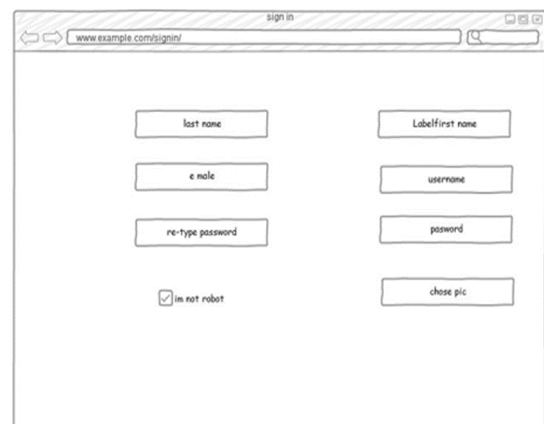 sign in
www.example.com/signin/
last name
Labelfirst name
e male
username
re-type password
pasword
im not robot
chose pic